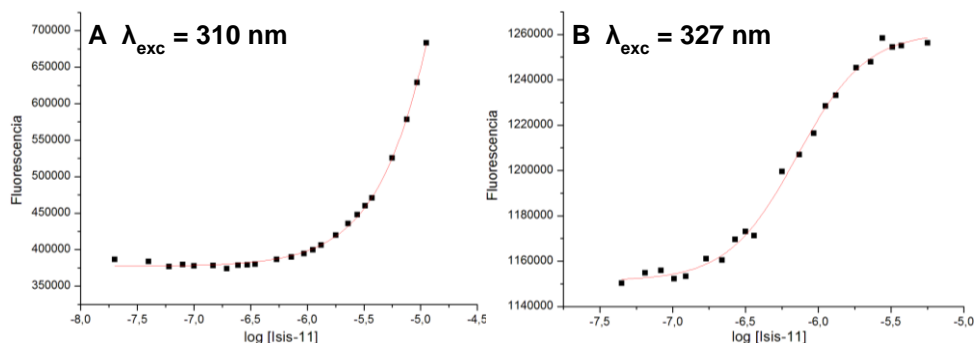 A λexc = 310 nm
700000
650000
600000
550000
500000
450000
400000
350000
Fluorescencia
-8,0 -7,5 -7,0 -6,5 -6,0 -5,5 -5,0 -4,5
log [Isis-11]
B λexc = 327 nm
1260000
1240000
1220000
1200000
1180000
1160000
1140000
Fluorescencia
-7,5 -7,0 -6,5 -6,0 -5,5 -5,0
log [Isis-11]